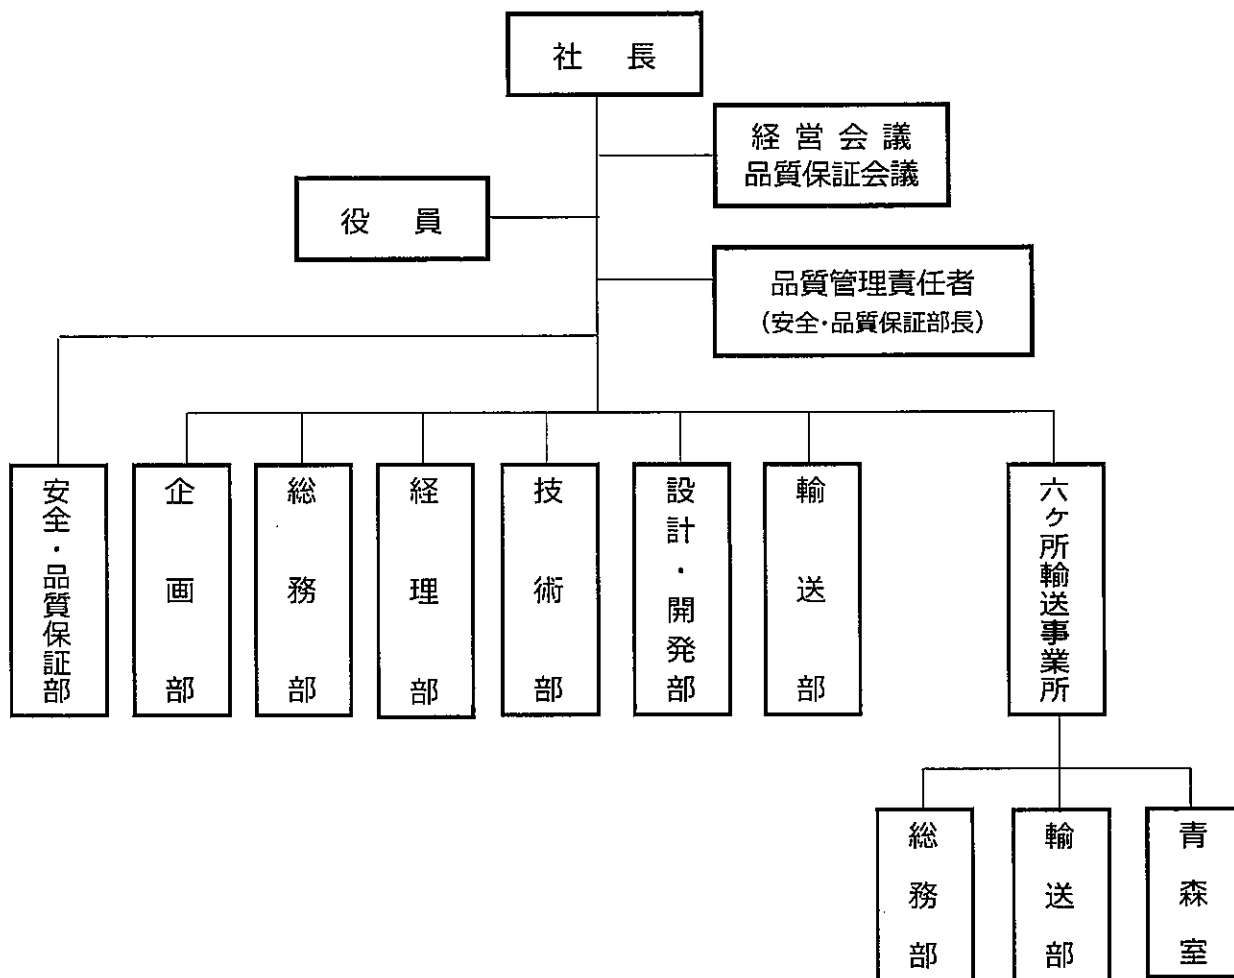 社長
経営会議
品質保証会議
役員
品質管理責任者
(安全・品質保証部長)
安全・品質保証部
企画部
総務部
経理部
技術部
設計・開発部
輸送部
六ケ所輸送事業所
総務部
輸送部
青森室